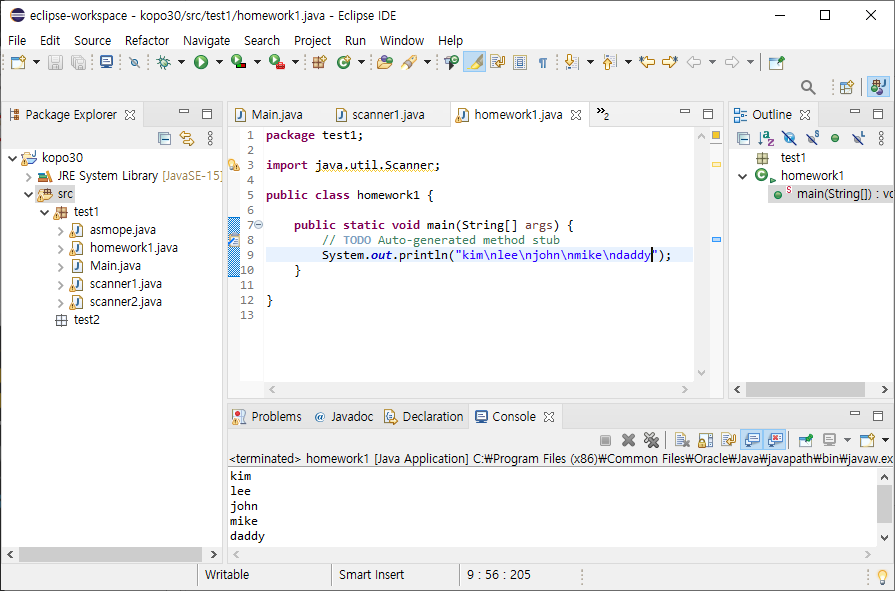 eclipse-workspace - kopo30/src/test1/homework1.java - Eclipse IDE
File Edit Source Refactor Navigate Search Project Run Window Help
Package Explorer
kopo30
JRE System Library [JavaSE-15]
src
test1
asmope.java
homework1.java
Main.java
scanner1.java
scanner2.java
test2
Main.java scanner1.java homework1.java »2
1 package test1;
2
3 import java.util.Scanner;
4
5 public class homework1 {
6
7 public static void main(String[] args) {
8 // TODO Auto-generated method stub
9 System.out.println("kim\nlee\njohn\nmike\ndaddy");
10 }
11
12 }
13
Outline
test1
homework1
main(String[]) : vo
Problems @ Javadoc Declaration Console
<terminated> homework1 [Java Application] C:₩Program Files (x86)₩Common Files₩Oracle₩Java₩javapath₩bin₩javaw.ex
kim
lee
john
mike
daddy
Writable Smart Insert 9 : 56 : 205